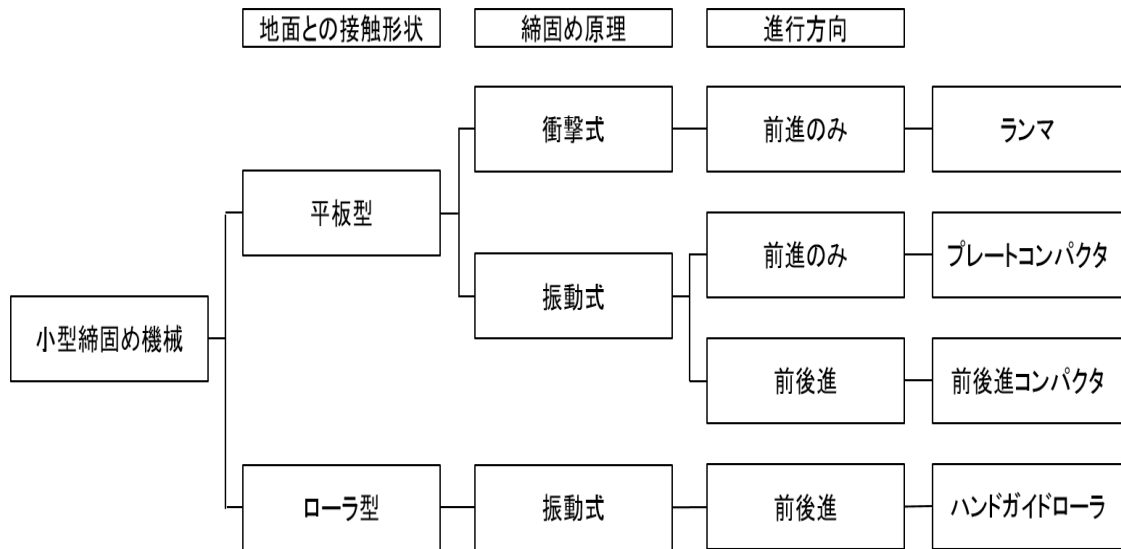 地面との接触形状
締固め原理
進行方向
衝撃式
前進のみ
ランマ
平板型
前進のみ
プレートコンパクタ
振動式
小型締固め機械
前後進
前後進コンパクタ
ローラ型
振動式
前後進
ハンドガイドローラ